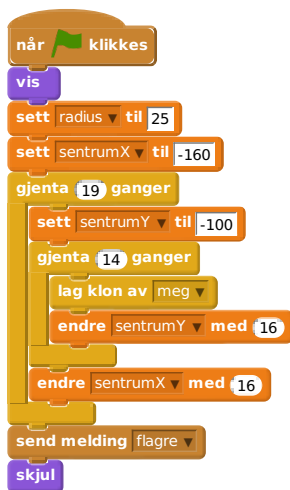 når klikkes
vis
sett radius til 25
sett sentrumX til -160
gjenta 19 ganger
sett sentrumY til -100
gjenta 14 ganger
lag klon av meg
endre sentrumY med 16
endre sentrumX med 16
send melding flagre
skjul